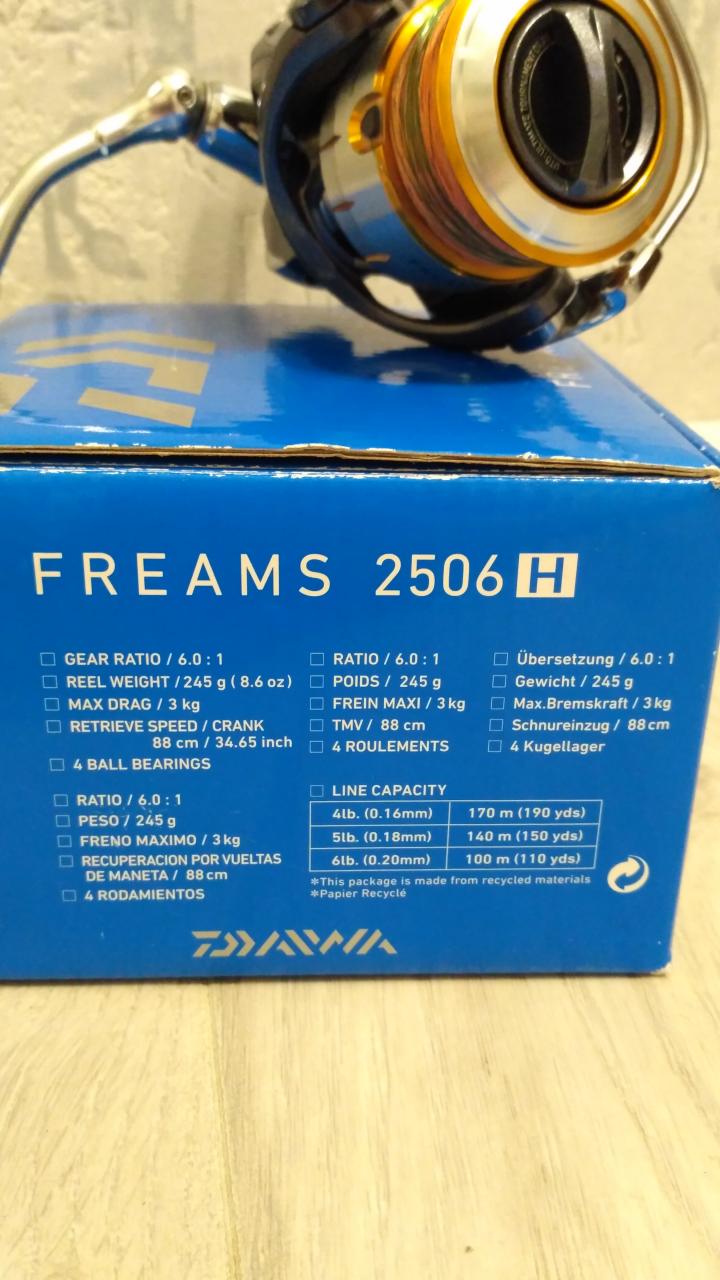 FREAMS 2506 H
GEAR RATIO / 6.0 : 1
REEL WEIGHT / 245 g ( 8.6 oz )
MAX DRAG / 3 kg
RETRIEVE SPEED / CRANK
88 cm / 34.65 inch
4 BALL BEARINGS
RATIO / 6.0 : 1
POIDS / 245 g
FREIN MAXI / 3 kg
TMV / 88 cm
4 ROULEMENTS
Übersetzung / 6.0 : 1
Gewicht / 245 g
Max.Bremskraft / 3 kg
Schnureinzug / 88 cm
4 Kugellager
RATIO / 6.0 : 1
PESO / 245 g
FRENO MAXIMO / 3 kg
RECUPERACION POR VUELTAS
DE MANETA / 88 cm
4 RODAMIENTOS
LINE CAPACITY
4lb. (0.16mm) 170 m (190 yds)
5lb. (0.18mm) 140 m (150 yds)
6lb. (0.20mm) 100 m (110 yds)
*This package is made from recycled materials
*Papier Recyclé
DAIWA